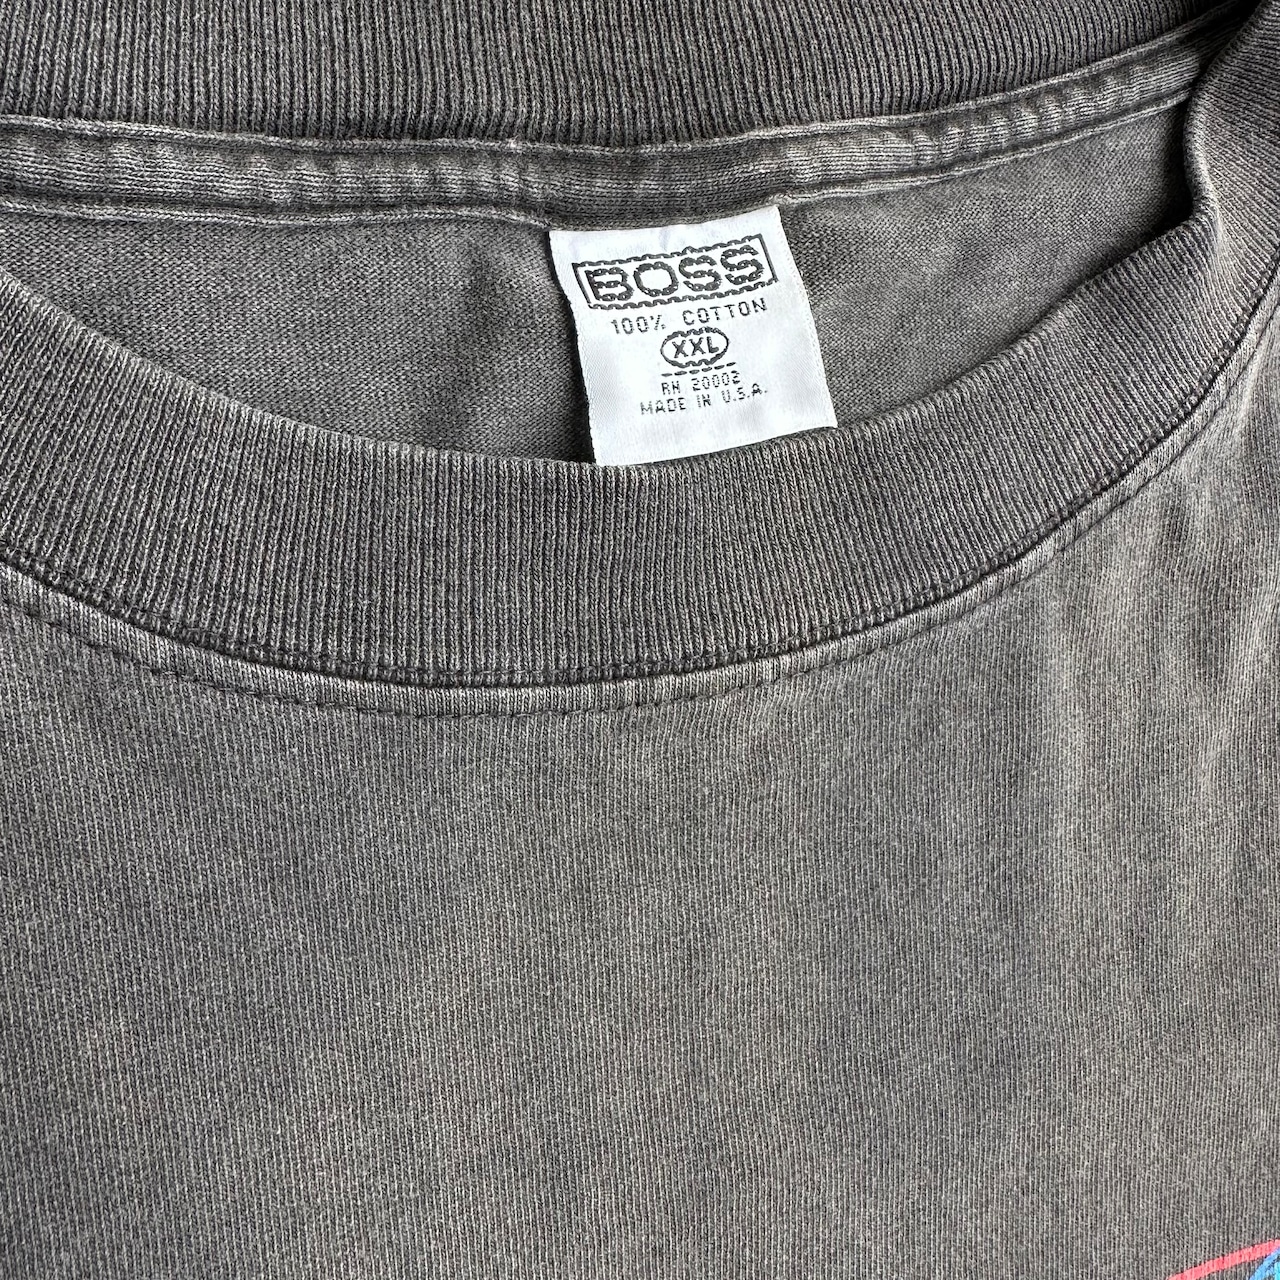 BOSS
100% COTTON
XXL
RN 20002
MADE IN U.S.A.